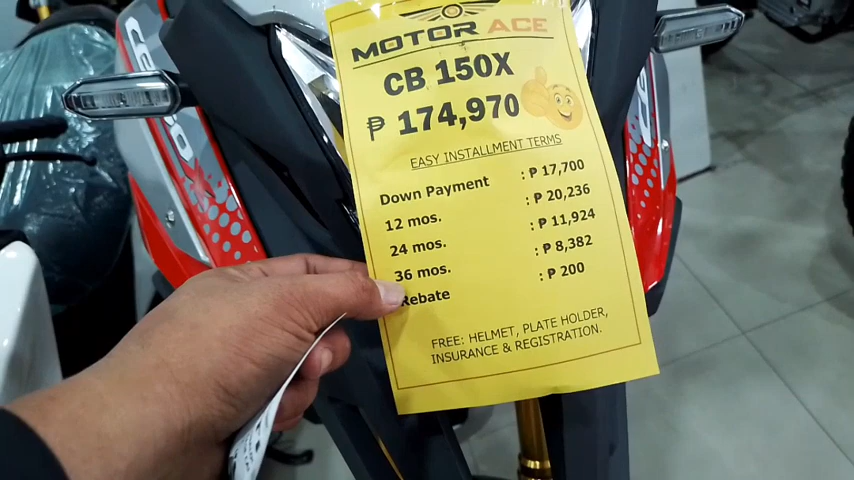 MOTOR ACE
CB 150X
₱ 174,970
EASY INSTALLMENT TERMS
Down Payment : ₱ 17,700
12 mos. : ₱ 20,236
24 mos. : ₱ 11,924
36 mos. : ₱ 8,382
Rebate : ₱ 200
FREE: HELMET, PLATE HOLDER,
INSURANCE & REGISTRATION.